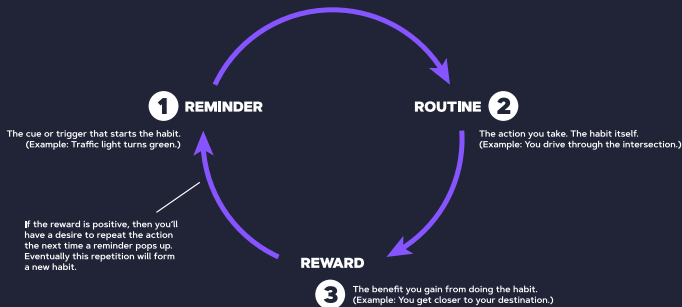 1 REMINDER
The cue or trigger that starts the habit.
(Example: Traffic light turns green.)
ROUTINE 2
The action you take. The habit itself.
(Example: You drive through the intersection.)
If the reward is positive, then you'll
have a desire to repeat the action
the next time a reminder pops up.
Eventually this repetition will form
a new habit.
REWARD
3 The benefit you gain from doing the habit.
(Example: You get closer to your destination.)